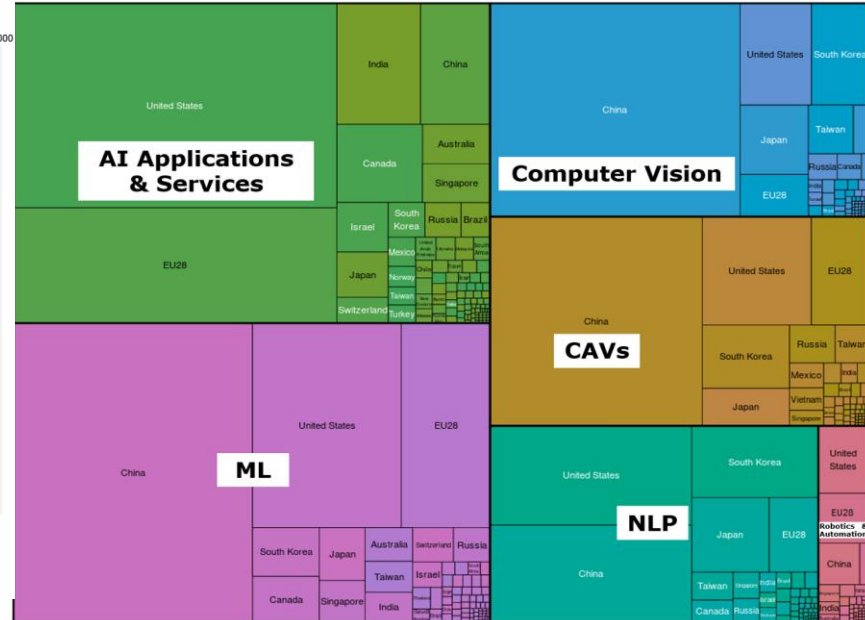 000
United States
India
China
AI Applications
& Services
Canada
Australia
Singapore
EU28
Israel
South
Korea
Russia
Brazil
Japan
Mexico
Norway
Chile
Taiwan
Switzerland
Turkey
China
United States
South Korea
Computer Vision
Japan
Taiwan
EU28
Russia
Canada
India
China
United States
EU28
CAVs
South Korea
Russia
Taiwan
Mexico
India
Japan
Vietnam
Singapore
China
United States
EU28
ML
South Korea
Japan
Australia
Switzerland
Russia
Taiwan
Israel
Canada
Singapore
India
United States
South Korea
NLP
China
Japan
EU28
Taiwan
Singapore
India
Brazil
Israel
Canada
Russia
United
States
EU28
Robotics &
Automation
China
India